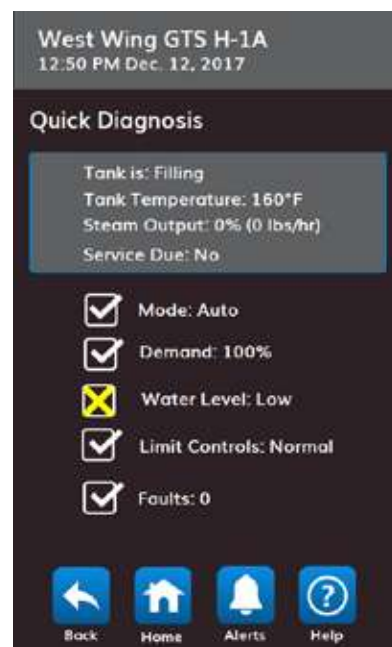 West Wing GTS H-1A
12:50 PM Dec. 12, 2017
Quick Diagnosis
Tank is: Filling
Tank Temperature: 160°F
Steam Output: 0% (0 lbs/hr)
Service Due: No
Mode: Auto
Demand: 100%
Water Level: Low
Limit Controls: Normal
Faults: 0
Back Home Alerts Help